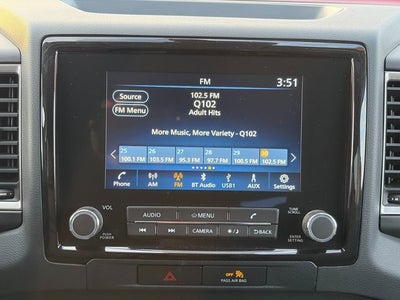 FM
3:51
Source
102.5 FM
Q102
FM Menu
Adult Hits
More Music, More Variety - Q102
25 26 27 28 29 30
100.1 FM 103.5 FM 95.3 FM 97.7 FM 101.5 FM 102.5 FM
Phone AM FM BT Audio USB1 AUX Settings
VOL
AUDIO MENU
TUNE
SCROLL
PUSH
POWER
CAMERA BACK
ENTER
SETTING
PASS AIR BAG